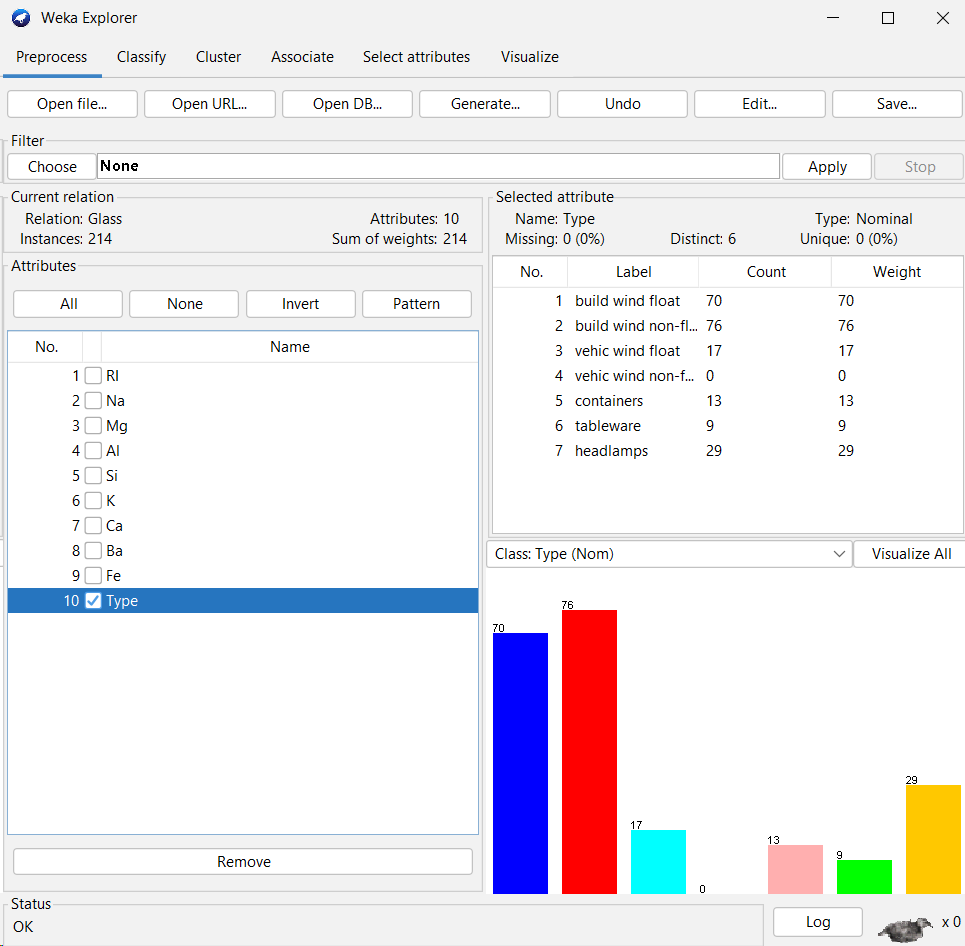 Weka Explorer
Preprocess Classify Cluster Associate Select attributes Visualize
Open file... Open URL... Open DB... Generate... Undo Edit... Save...
Filter
Choose None Apply Stop
Current relation
Relation: Glass Attributes: 10
Instances: 214 Sum of weights: 214
Attributes
All None Invert Pattern
No. Name
1 RI
2 Na
3 Mg
4 Al
5 Si
6 K
7 Ca
8 Ba
9 Fe
10 Type
Remove
Selected attribute
Name: Type Type: Nominal
Missing: 0 (0%) Distinct: 6 Unique: 0 (0%)
No. Label Count Weight
1 build wind float 70 70
2 build wind non-fl... 76 76
3 vehic wind float 17 17
4 vehic wind non-f... 0 0
5 containers 13 13
6 tableware 9 9
7 headlamps 29 29
Class: Type (Nom) Visualize All
70
76
17
0
13
9
29
Status
OK
Log x 0